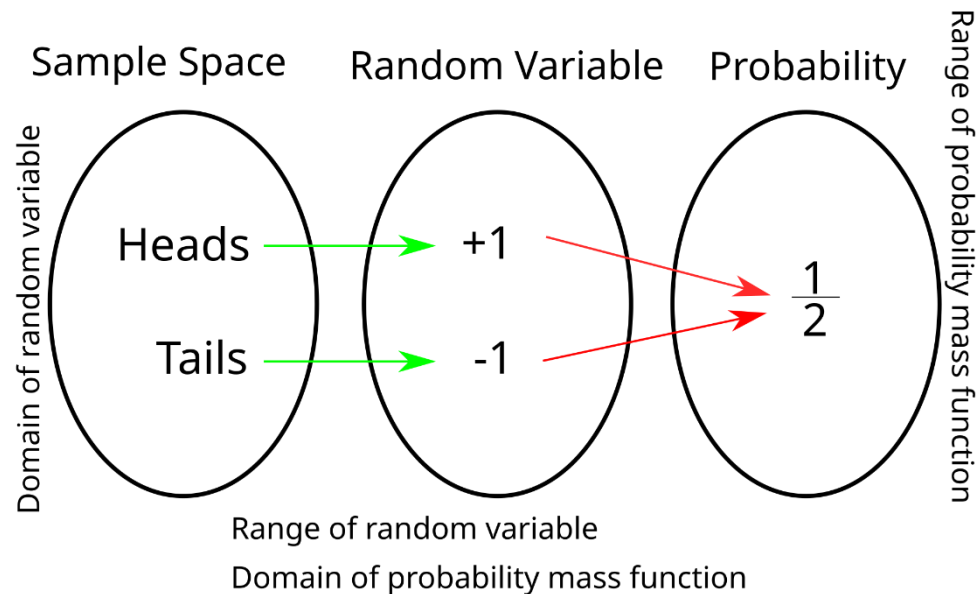 Sample Space
Random Variable
Probability
Domain of random variable
Heads
+1
1
2
Tails
-1
Range of probability mass function
Range of random variable
Domain of probability mass function